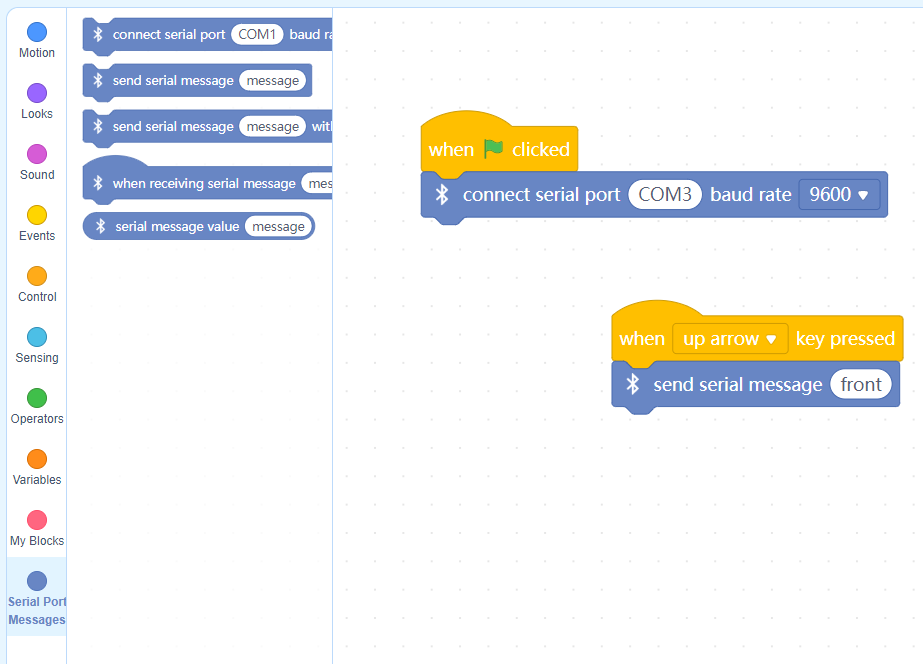 Motion
Looks
Sound
Events
Control
Sensing
Operators
Variables
My Blocks
Serial Port
Messages
connect serial port COM1 baud ra
send serial message message
send serial message message with
when receiving serial message mes
serial message value message
when clicked
connect serial port COM3 baud rate 9600
when up arrow key pressed
send serial message front